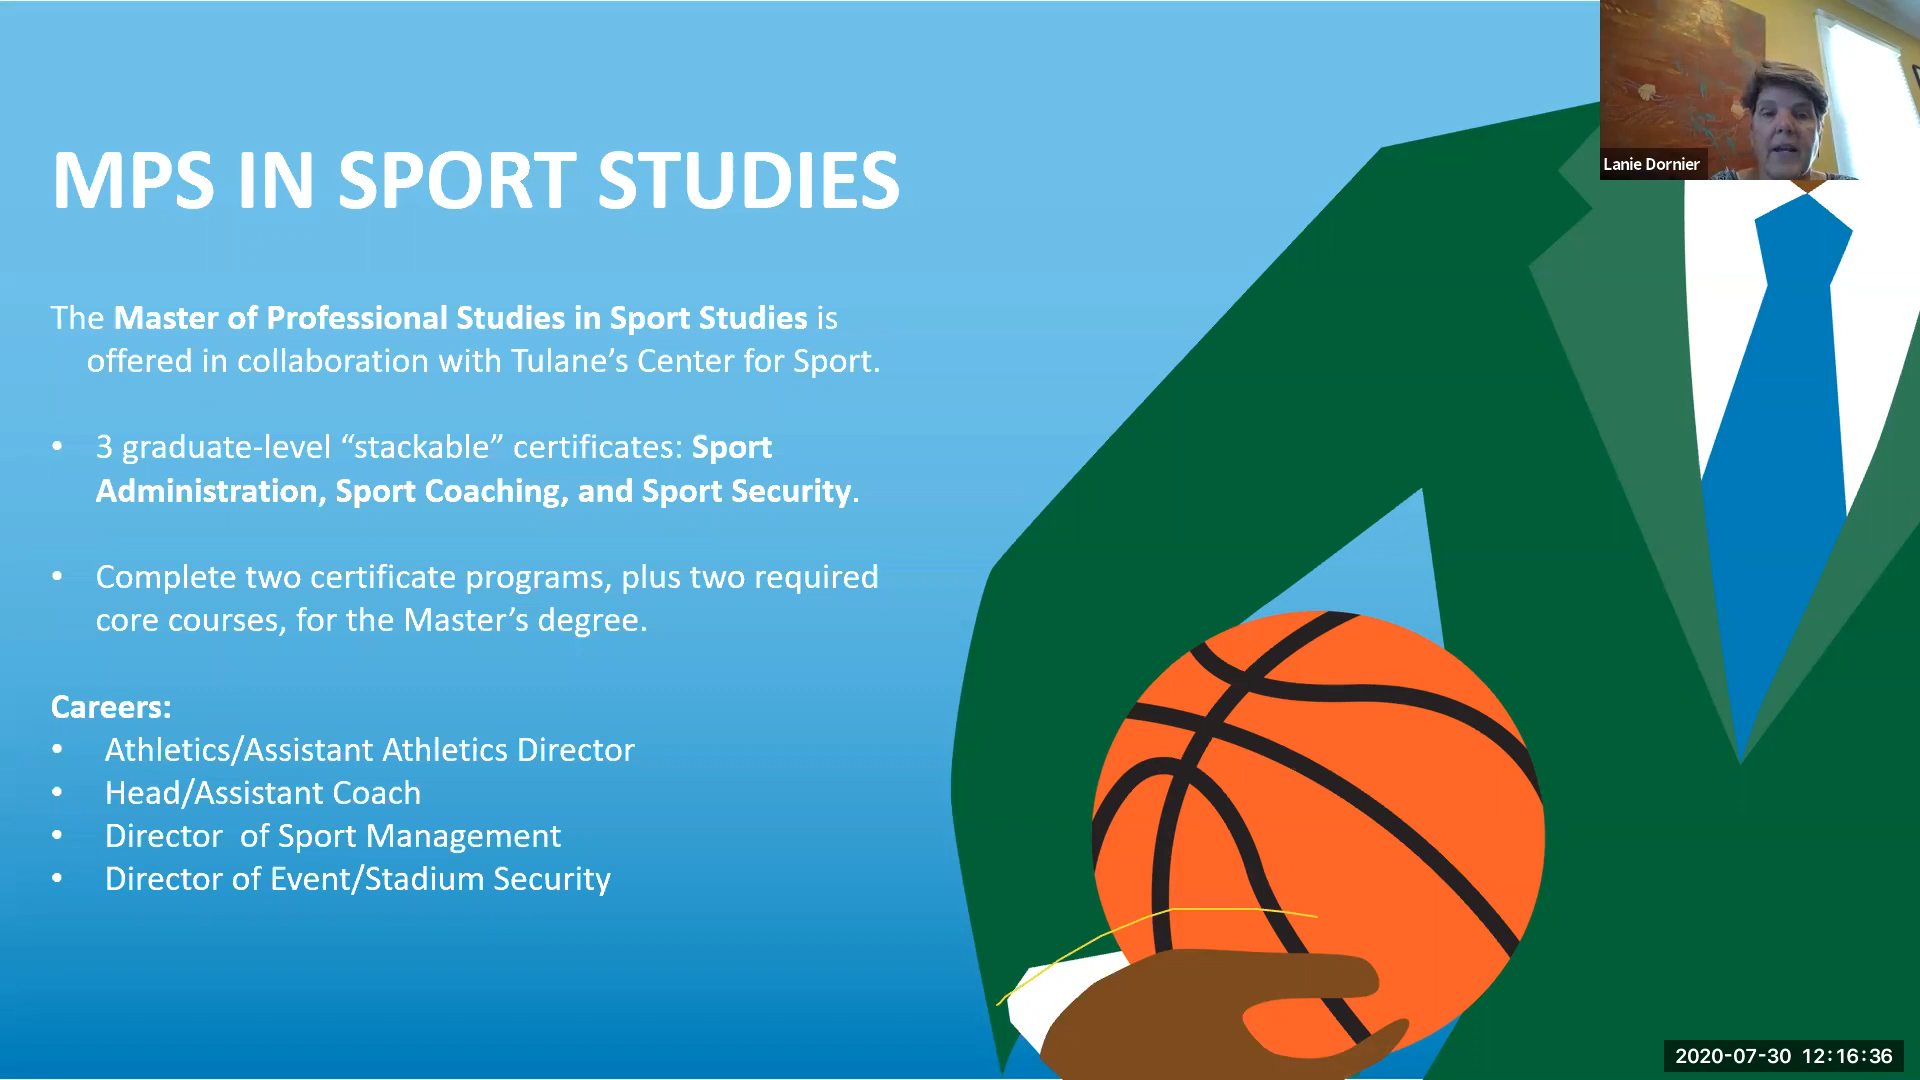 MPS IN SPORT STUDIES
The Master of Professional Studies in Sport Studies is
offered in collaboration with Tulane’s Center for Sport.
• 3 graduate-level “stackable” certificates: Sport
Administration, Sport Coaching, and Sport Security.
• Complete two certificate programs, plus two required
core courses, for the Master’s degree.
Careers:
• Athletics/Assistant Athletics Director
• Head/Assistant Coach
• Director  of Sport Management
• Director of Event/Stadium Security
Lanie Dornier
2020-07-30 12:16:36